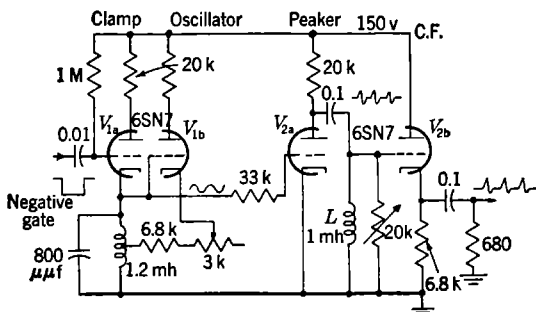 Clamp Oscillator Peaker 150 v C.F.
1 M 20 k 20 k
0.1
V1a 6SN7 V1b V2a 6SN7 V2b
0.01
33 k 0.1
Negative
gate
6.8 k L
800 3 k 1 mh 20k 680
μμf 1.2 mh 6.8 k